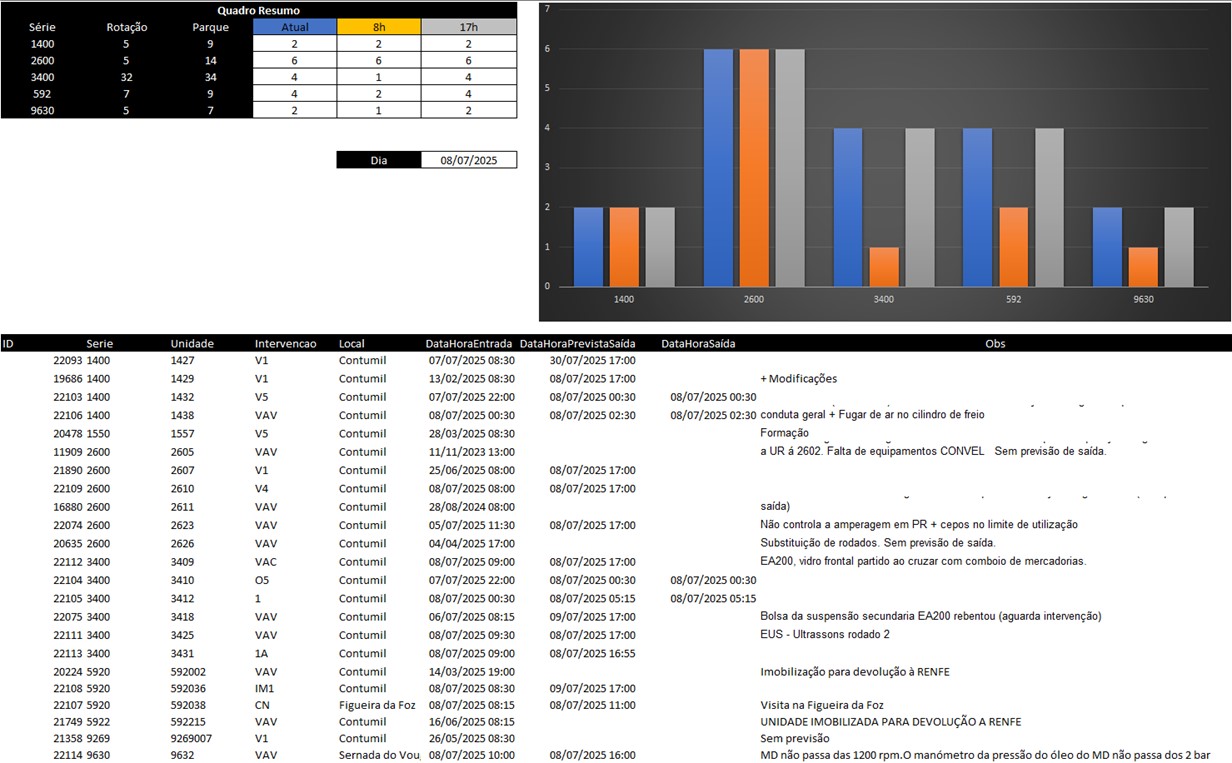 Quadro Resumo
Série Rotação Parque Atual 8h 17h
1400 5 9 2 2 2
2600 5 14 6 6 6
3400 32 34 4 1 4
592 7 9 4 2 4
9630 5 7 2 1 2
Dia 08/07/2025
7
6
5
4
3
2
1
0
1400 2600 3400 592 9630
ID Serie Unidade Intervencao Local DataHoraEntrada DataHoraPrevistaSaída DataHoraSaída Obs
22093 1400 1427 V1 Contumil 07/07/2025 08:30 30/07/2025 17:00
19686 1400 1429 V1 Contumil 13/02/2025 08:30 08/07/2025 17:00 + Modificações
22103 1400 1432 V5 Contumil 07/07/2025 22:00 08/07/2025 00:30 08/07/2025 00:30
22106 1400 1438 VAV Contumil 08/07/2025 00:30 08/07/2025 02:30 08/07/2025 02:30 conduta geral + Fugar de ar no cilindro de freio
20478 1550 1557 V5 Contumil 28/03/2025 08:30 Formação
11909 2600 2605 VAV Contumil 11/11/2023 13:00 a UR á 2602. Falta de equipamentos CONVEL Sem previsão de saída.
21890 2600 2607 V1 Contumil 25/06/2025 08:00 08/07/2025 17:00
22109 2600 2610 V4 Contumil 08/07/2025 08:00 08/07/2025 17:00
16880 2600 2611 VAV Contumil 28/08/2024 08:00 saída)
22074 2600 2623 VAV Contumil 05/07/2025 11:30 08/07/2025 17:00 Não controla a amperagem em PR + cepos no limite de utilização
20635 2600 2626 VAV Contumil 04/04/2025 17:00 Substituição de rodados. Sem previsão de saída.
22112 3400 3409 VAC Contumil 08/07/2025 09:00 08/07/2025 17:00 EA200, vidro frontal partido ao cruzar com comboio de mercadorias.
22104 3400 3410 O5 Contumil 07/07/2025 22:00 08/07/2025 00:30 08/07/2025 00:30
22105 3400 3412 1 Contumil 08/07/2025 00:30 08/07/2025 05:15 08/07/2025 05:15
22075 3400 3418 VAV Contumil 06/07/2025 08:15 09/07/2025 17:00 Bolsa da suspensão secundaria EA200 rebentou (aguarda intervenção)
22111 3400 3425 VAV Contumil 08/07/2025 09:30 08/07/2025 17:00 EUS - Ultrassons rodado 2
22113 3400 3431 1A Contumil 08/07/2025 09:00 08/07/2025 16:55
20224 5920 592002 VAV Contumil 14/03/2025 19:00 Imobilização para devolução à RENFE
22108 5920 592036 IM1 Contumil 08/07/2025 08:30 09/07/2025 17:00
22107 5920 592038 CN Figueira da Foz 08/07/2025 08:15 08/07/2025 11:00 Visita na Figueira da Foz
21749 5922 592215 VAV Contumil 16/06/2025 08:15 UNIDADE IMOBILIZADA PARA DEVOLUÇÃO A RENFE
21358 9269 9269007 V1 Contumil 26/05/2025 08:30 Sem previsão
22114 9630 9632 VAV Sernada do Vou 08/07/2025 10:00 08/07/2025 16:00 MD não passa das 1200 rpm.O manómetro da pressão do óleo do MD não passa dos 2 bar